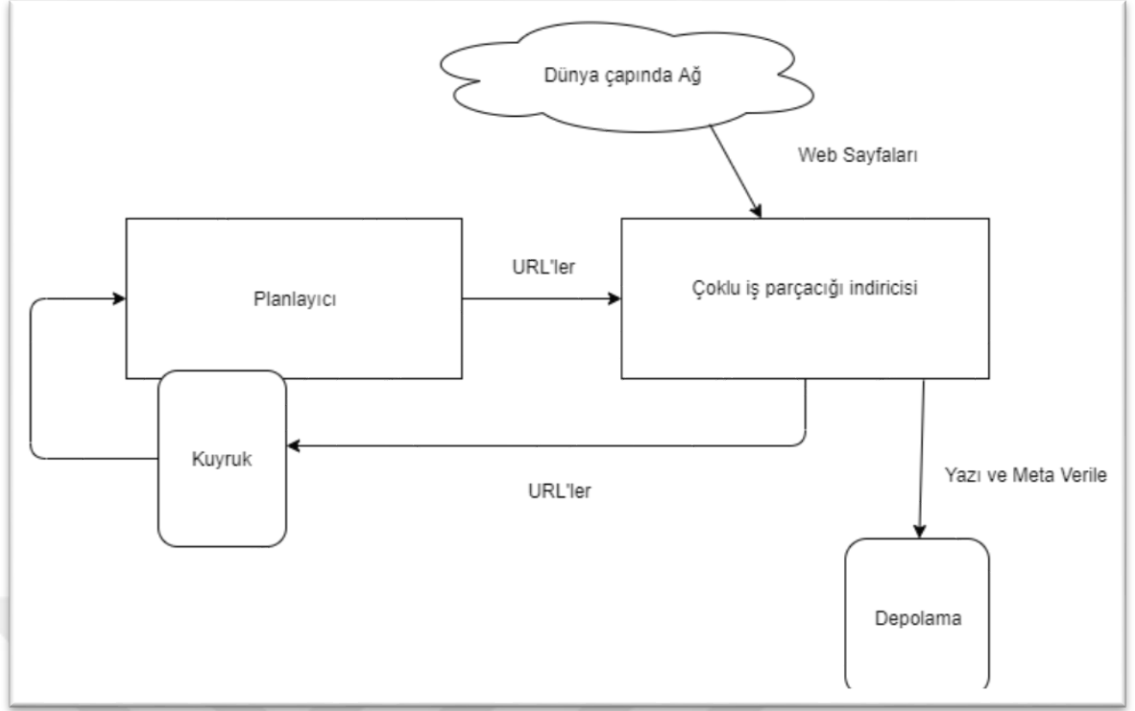 Dünya çapında Ağ
Web Sayfaları
URL'ler
Planlayıcı
Çoklu iş parçacığı indiricisi
Kuyruk
URL'ler
Yazı ve Meta Verile
Depolama